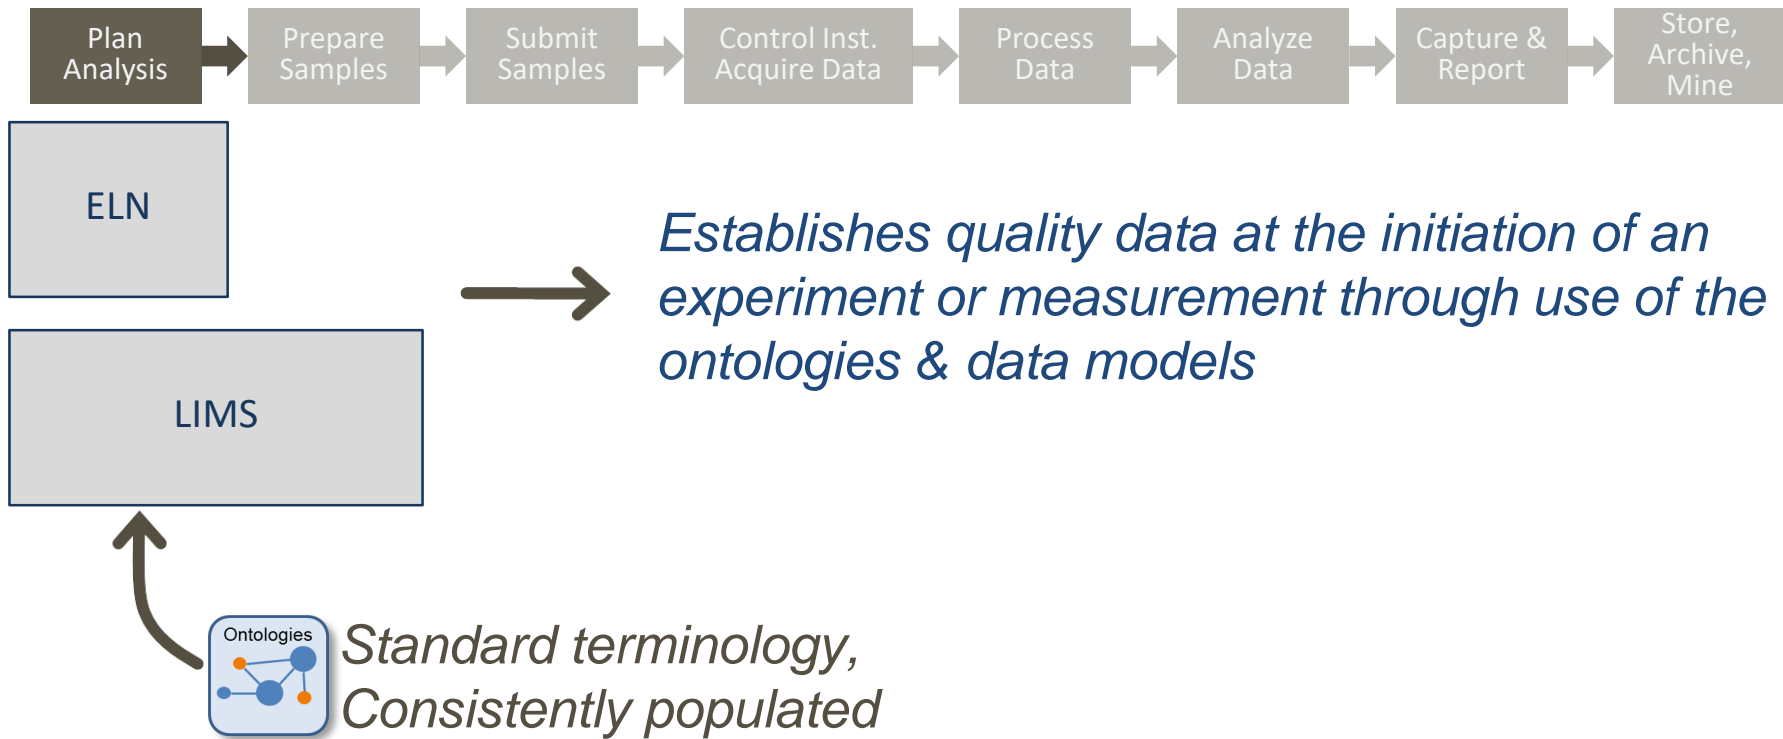 Plan
Analysis
Prepare
Samples
Submit
Samples
Control Inst.
Acquire Data
Process
Data
Analyze
Data
Capture &
Report
Store,
Archive,
Mine
ELN
Establishes quality data at the initiation of an
experiment or measurement through use of the
ontologies & data models
LIMS
Ontologies
Standard terminology,
Consistently populated